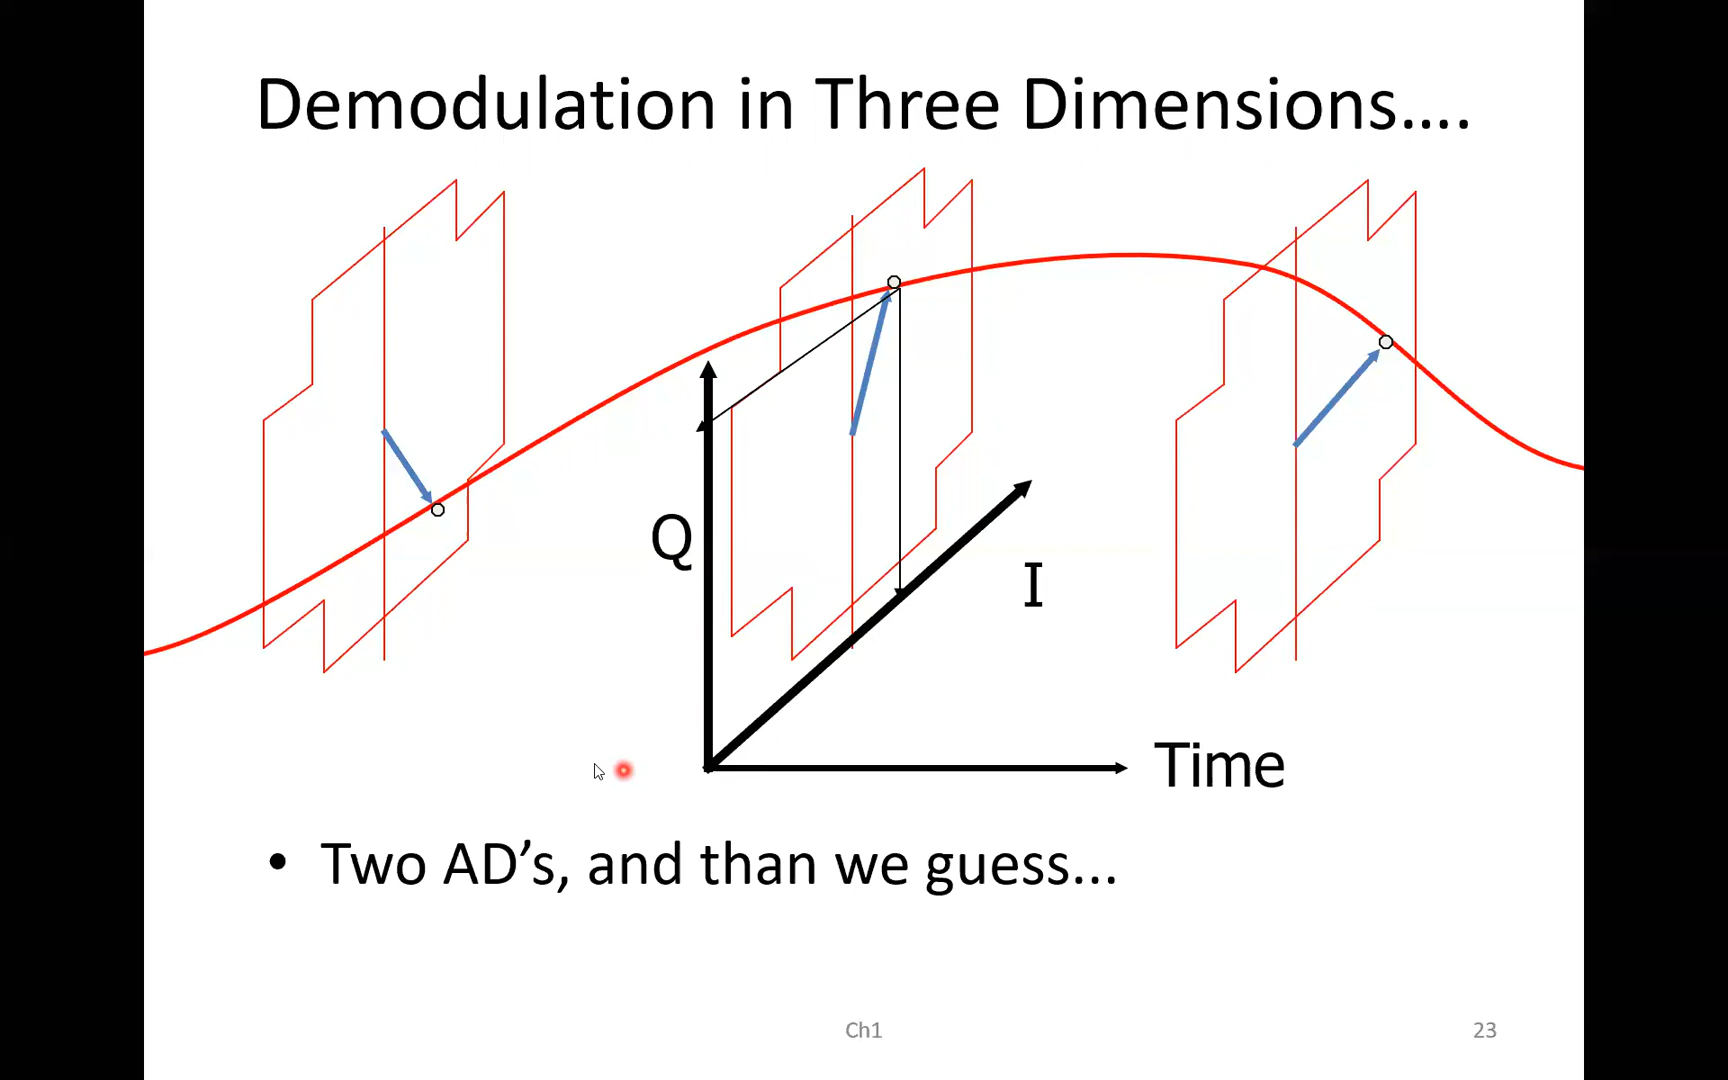 Demodulation in Three Dimensions....
Q
I
Time
• Two AD’s, and than we guess...
Ch1
23